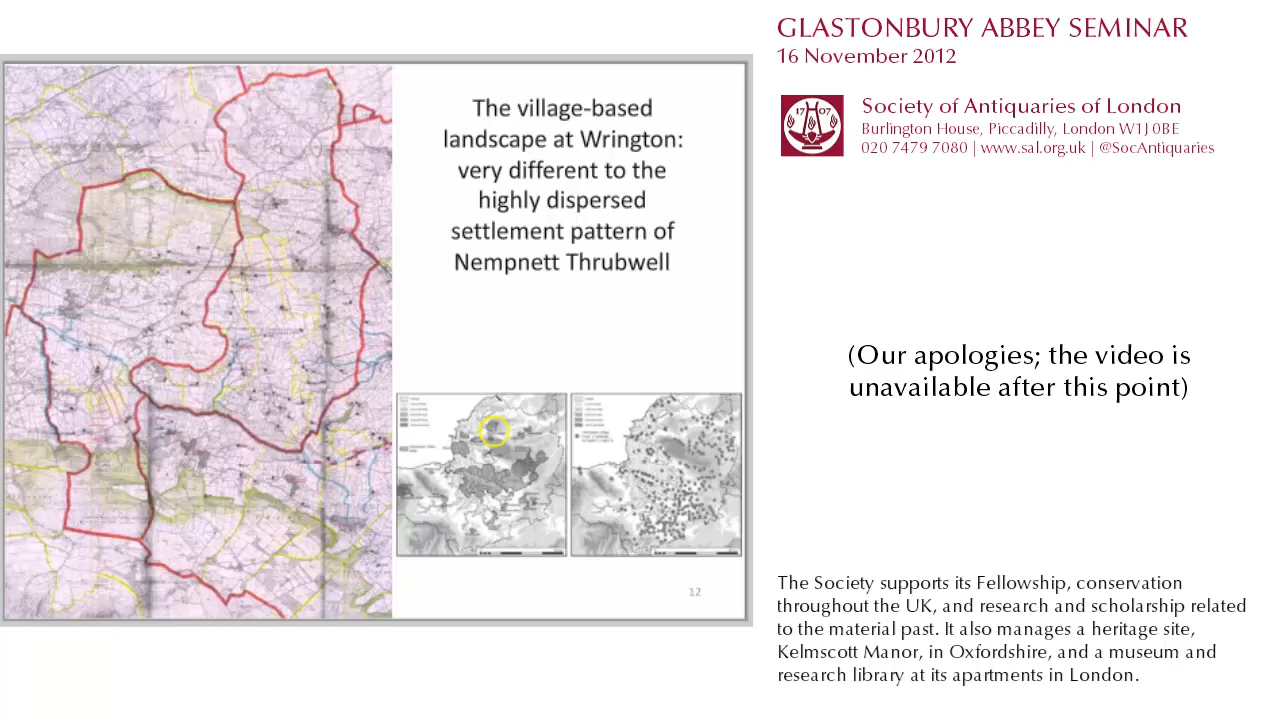 The village-based
landscape at Wrington:
very different to the
highly dispersed
settlement pattern of
Nempnett Thrubwell
12
GLASTONBURY ABBEY SEMINAR
16 November 2012
17 07
Society of Antiquaries of London
Burlington House, Piccadilly, London W1J 0BE
020 7479 7080 | www.sal.org.uk | @SocAntiquaries
(Our apologies; the video is
unavailable after this point)
The Society supports its Fellowship, conservation
throughout the UK, and research and scholarship related
to the material past. It also manages a heritage site,
Kelmscott Manor, in Oxfordshire, and a museum and
research library at its apartments in London.